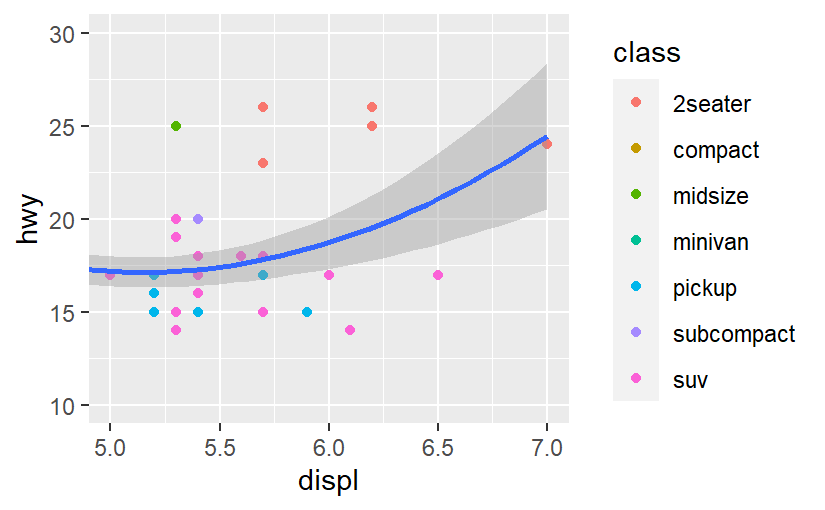 30
25
20
15
10
hwy
5.0 5.5 6.0 6.5 7.0
displ
class
2seater
compact
midsize
minivan
pickup
subcompact
suv